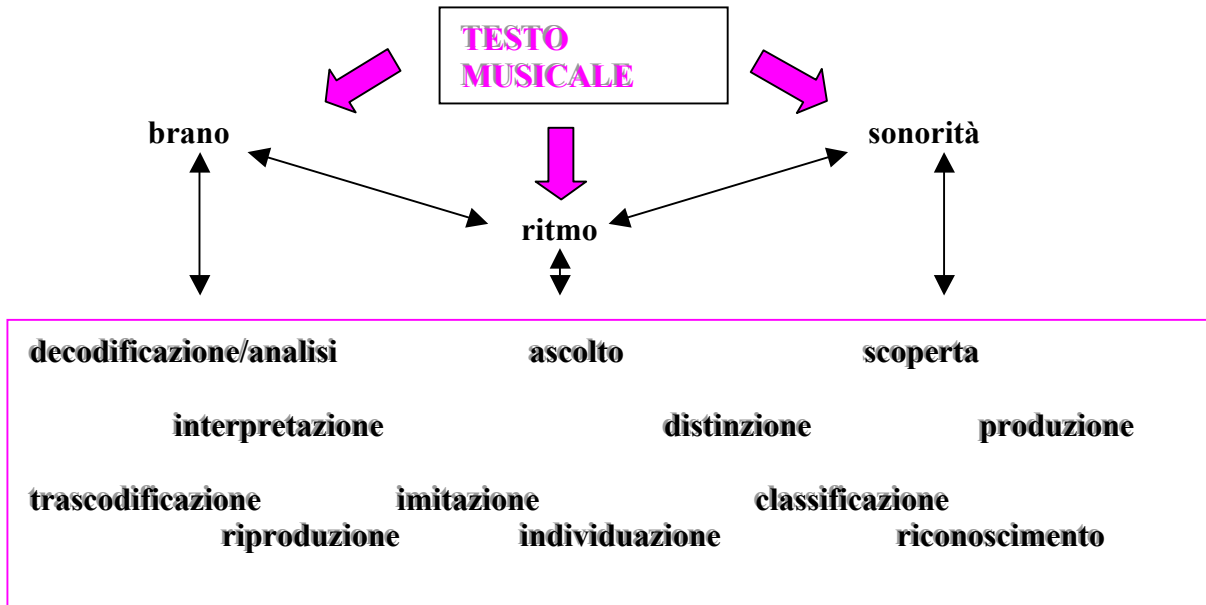 TESTO
MUSICALE
brano
sonorità
ritmo
decodificazione/analisi ascolto scoperta
interpretazione distinzione produzione
trascodificazione imitazione classificazione
riproduzione individuazione riconoscimento